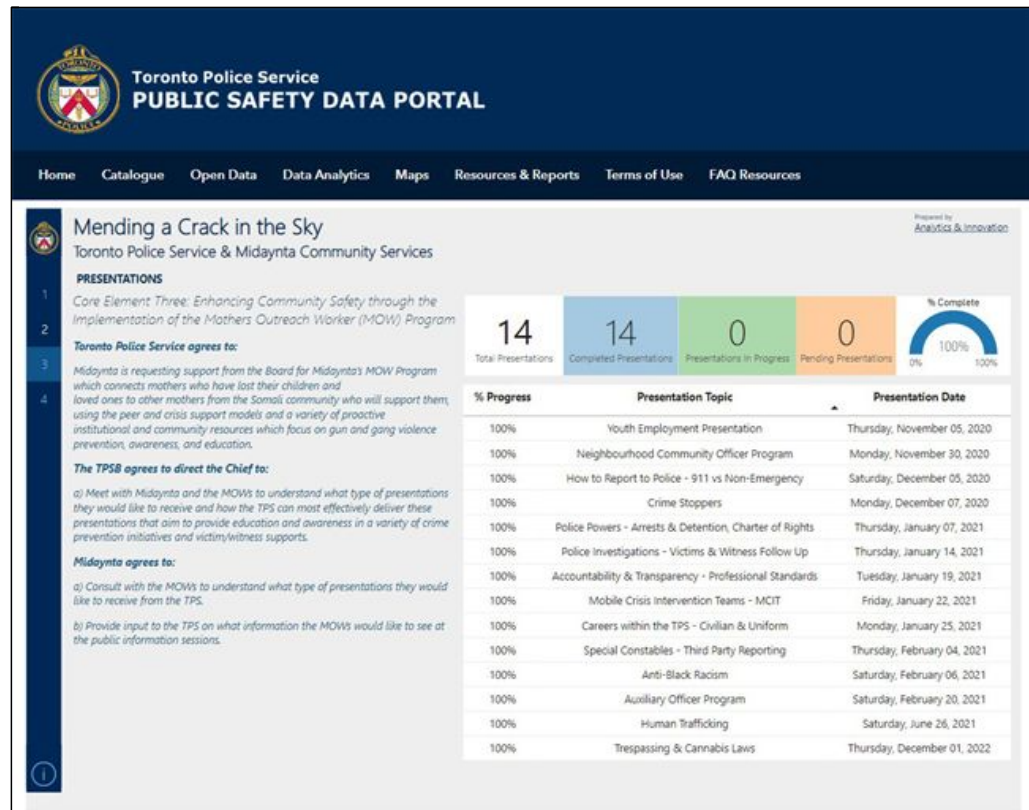 TORONTO
POLICE
Toronto Police Service
PUBLIC SAFETY DATA PORTAL
Home Catalogue Open Data Data Analytics Maps Resources & Reports Terms of Use FAQ Resources
Mending a Crack in the Sky
Toronto Police Service & Midaynta Community Services
Prepared by
Analytics & Innovation
PRESENTATIONS
Core Element Three: Enhancing Community Safety through the
Implementation of the Mothers Outreach Worker (MOW) Program
Toronto Police Service agrees to:
Midaynta is requesting support from the Board for Midaynta's MOW Program
which connects mothers who have lost their children and
loved ones to other mothers from the Somali community who will support them,
using the peer and crisis support models and a variety of proactive
institutional and community resources which focus on gun and gang violence
prevention, awareness, and education.
The TPSB agrees to direct the Chief to:
a) Meet with Midaynta and the MOWs to understand what type of presentations
they would like to receive and how the TPS can most effectively deliver these
presentations that aim to provide education and awareness in a variety of crime
prevention initiatives and victim/witness supports.
Midaynta agrees to:
a) Consult with the MOWs to understand what type of presentations they would
like to receive from the TPS.
b) Provide input to the TPS on what information the MOWs would like to see at
the public information sessions.
1
2
3
4
i
14
Total Presentations
14
Completed Presentations
0
Presentations In Progress
0
Pending Presentations
% Complete
100%
0% 100%
% Progress Presentation Topic Presentation Date
100% Youth Employment Presentation Thursday, November 05, 2020
100% Neighbourhood Community Officer Program Monday, November 30, 2020
100% How to Report to Police - 911 vs Non-Emergency Saturday, December 05, 2020
100% Crime Stoppers Monday, December 07, 2020
100% Police Powers - Arrests & Detention, Charter of Rights Thursday, January 07, 2021
100% Police Investigations - Victims & Witness Follow Up Thursday, January 14, 2021
100% Accountability & Transparency - Professional Standards Tuesday, January 19, 2021
100% Mobile Crisis Intervention Teams - MCIT Friday, January 22, 2021
100% Careers within the TPS - Civilian & Uniform Monday, January 25, 2021
100% Special Constables - Third Party Reporting Thursday, February 04, 2021
100% Anti-Black Racism Saturday, February 06, 2021
100% Auxiliary Officer Program Saturday, February 20, 2021
100% Human Trafficking Saturday, June 26, 2021
100% Trespassing & Cannabis Laws Thursday, December 01, 2022